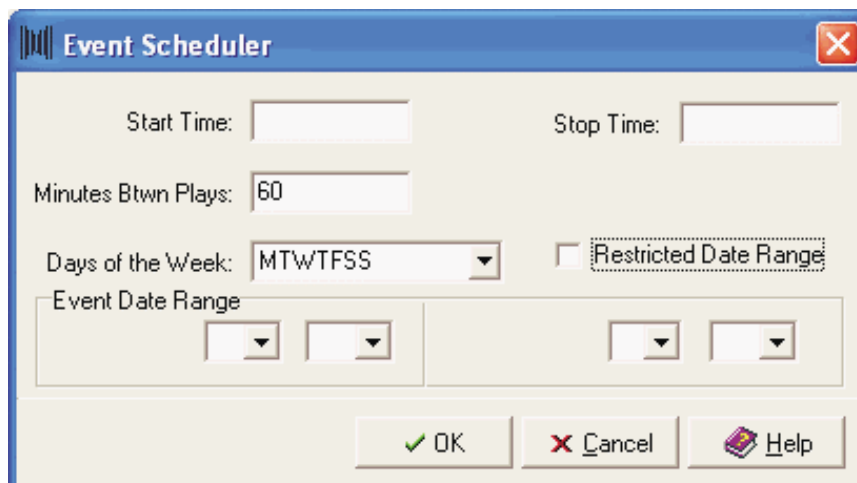 Event Scheduler
Start Time:
Stop Time:
Minutes Btwn Plays: 60
Days of the Week: MTWTFSS
Restricted Date Range
Event Date Range
OK
Cancel
Help